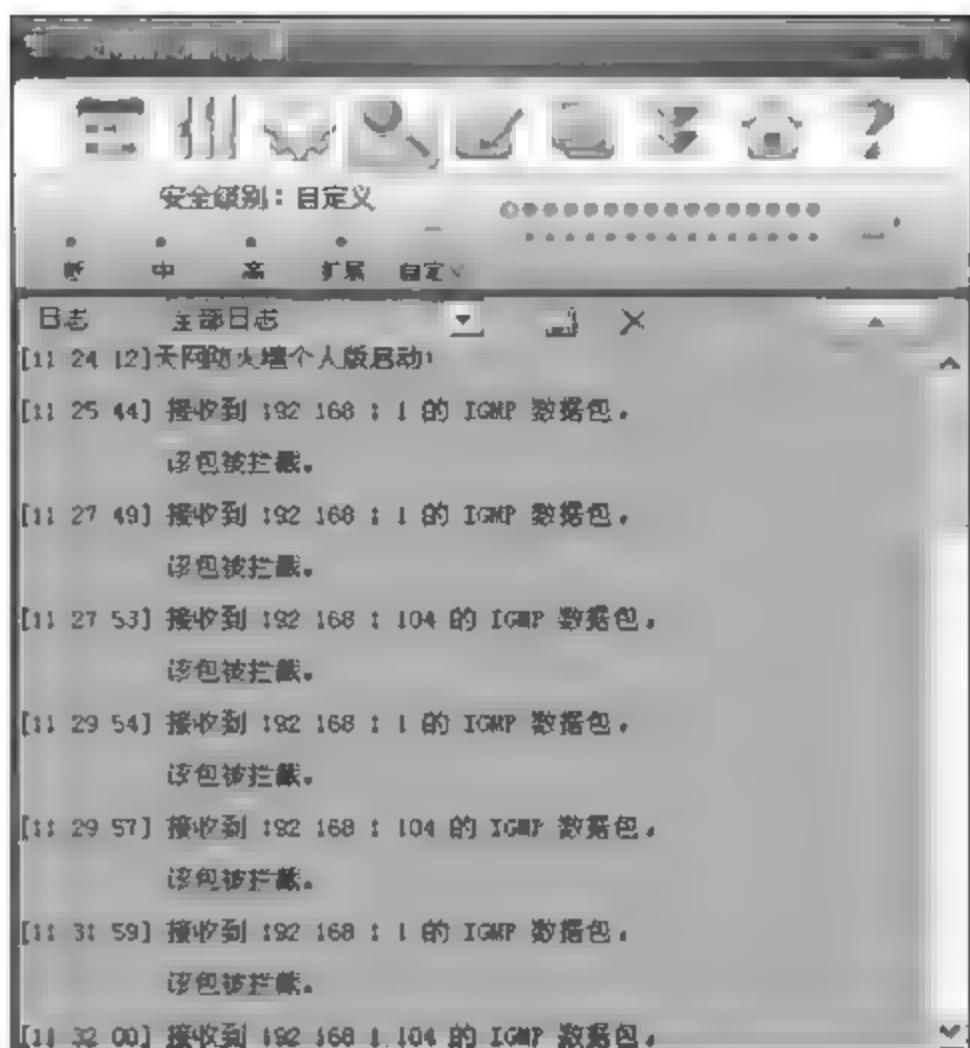 安全级别：自定义
低 中 高 扩展 自定义
日志 全部日志
[11:24:12]天网防火墙个人版启动!
[11:25:44] 接收到 192.168.1.1 的 IGMP 数据包,
该包被拦截。
[11:27:49] 接收到 192.168.1.1 的 IGMP 数据包,
该包被拦截。
[11:27:53] 接收到 192.168.1.104 的 IGMP 数据包,
该包被拦截。
[11:29:54] 接收到 192.168.1.1 的 IGMP 数据包,
该包被拦截。
[11:29:57] 接收到 192.168.1.104 的 IGMP 数据包,
该包被拦截。
[11:31:59] 接收到 192.168.1.1 的 IGMP 数据包,
该包被拦截。
[11:32:00] 接收到 192.168.1.104 的 IGMP 数据包,